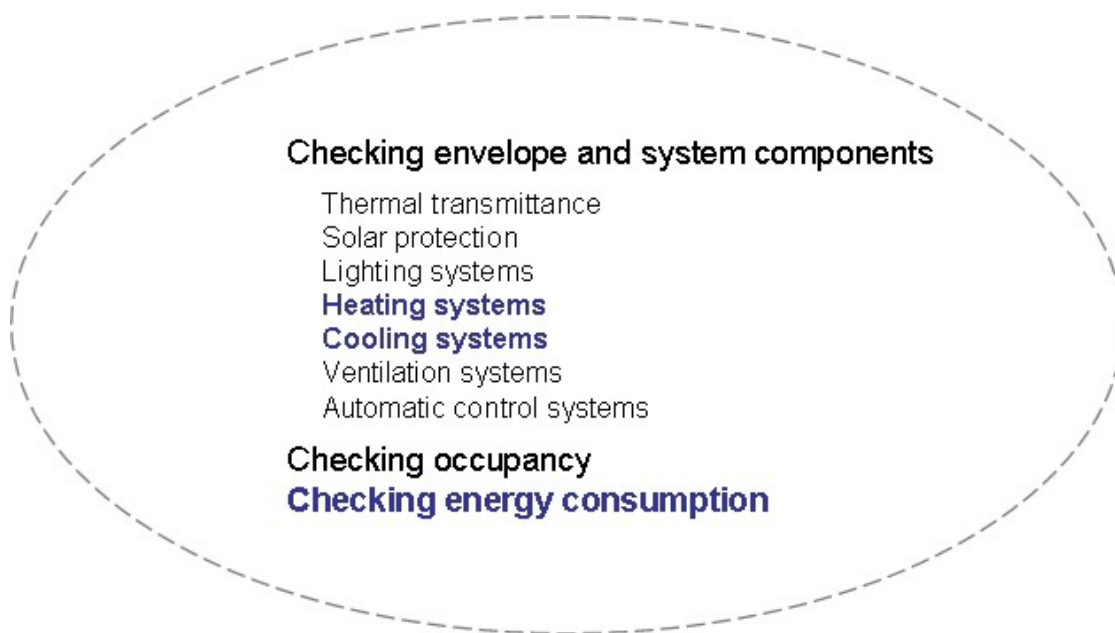 Checking envelope and system components
Thermal transmittance
Solar protection
Lighting systems
Heating systems
Cooling systems
Ventilation systems
Automatic control systems
Checking occupancy
Checking energy consumption